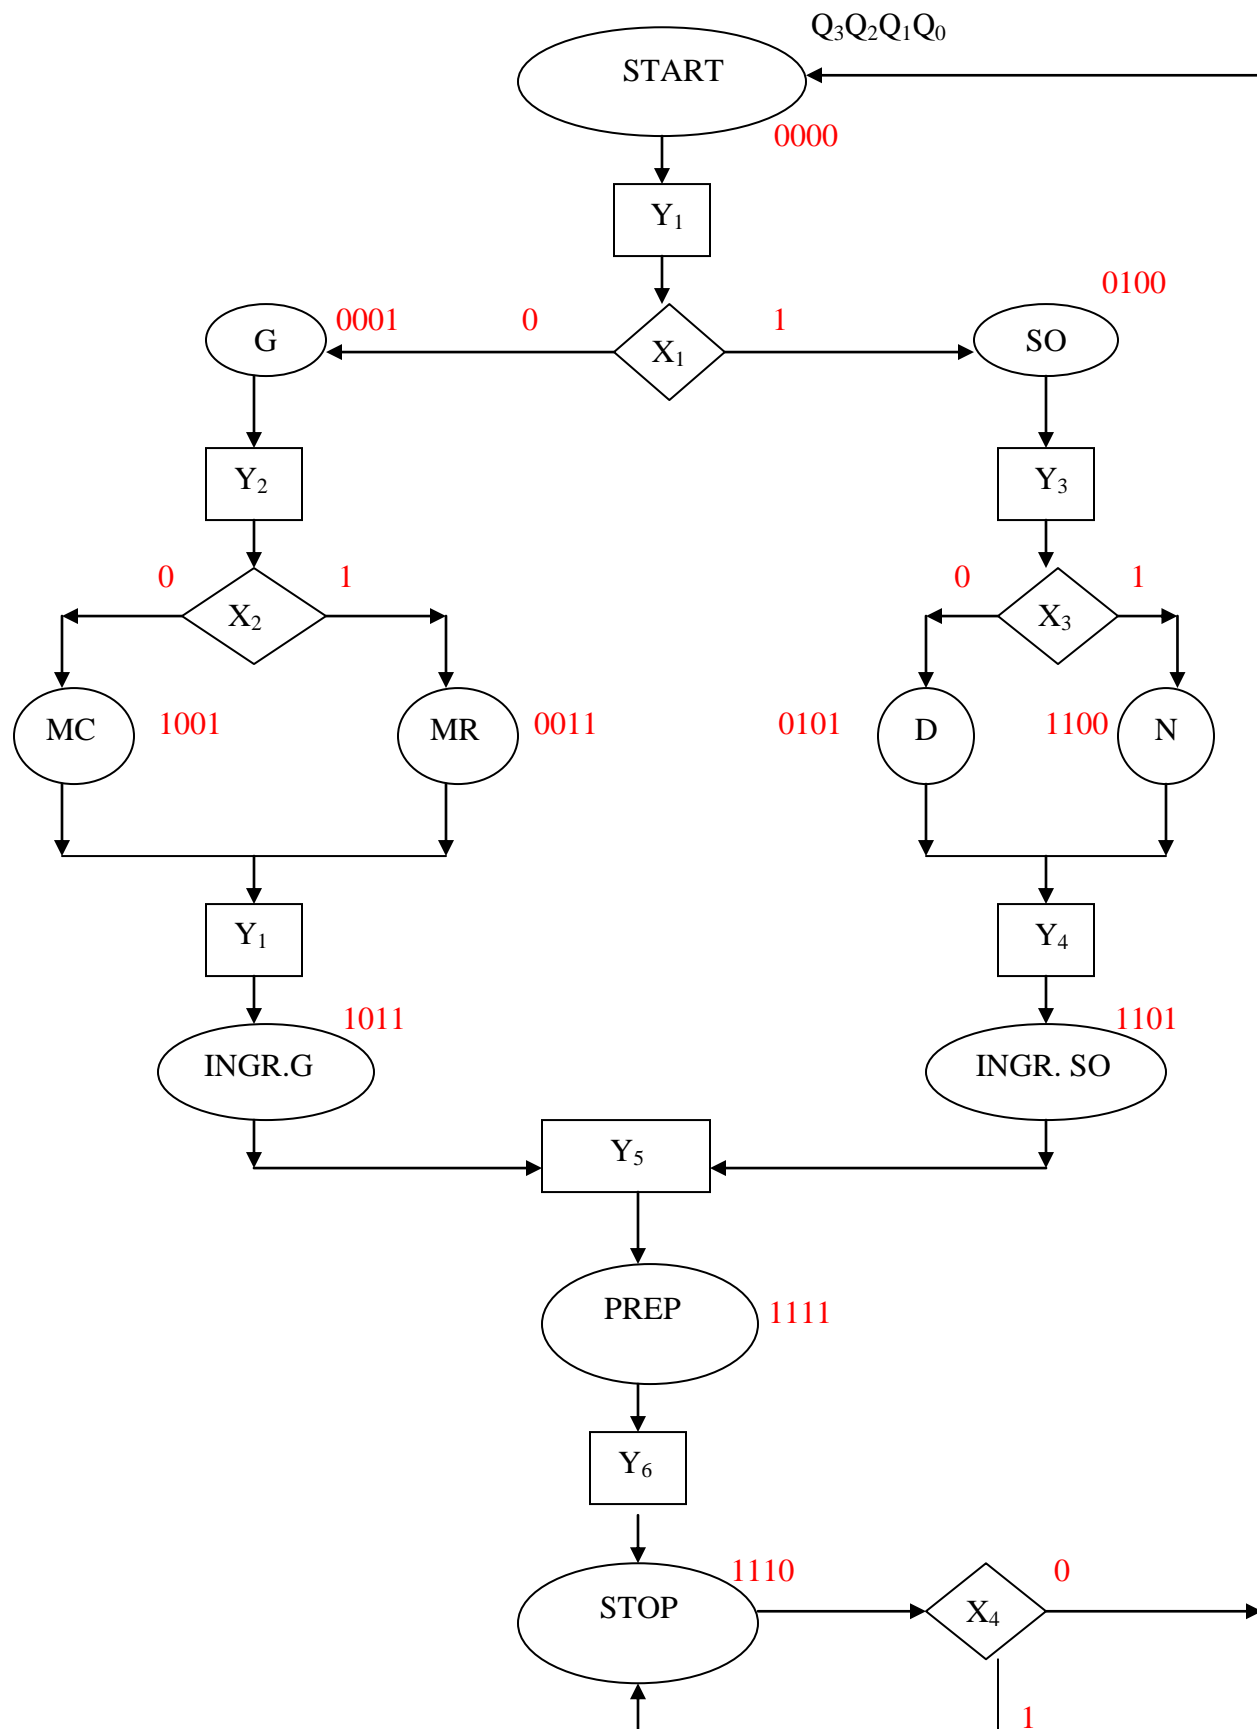 Q₃Q₂Q₁Q₀
START
0000
Y₁
0100
0001
0
1
G
X₁
SO
Y₂
Y₃
0
1
0
1
X₂
X₃
MC
1001
MR
0011
0101
D
1100
N
Y₁
Y₄
1011
1101
INGR.G
INGR. SO
Y₅
PREP
1111
Y₆
1110
0
STOP
X₄
1